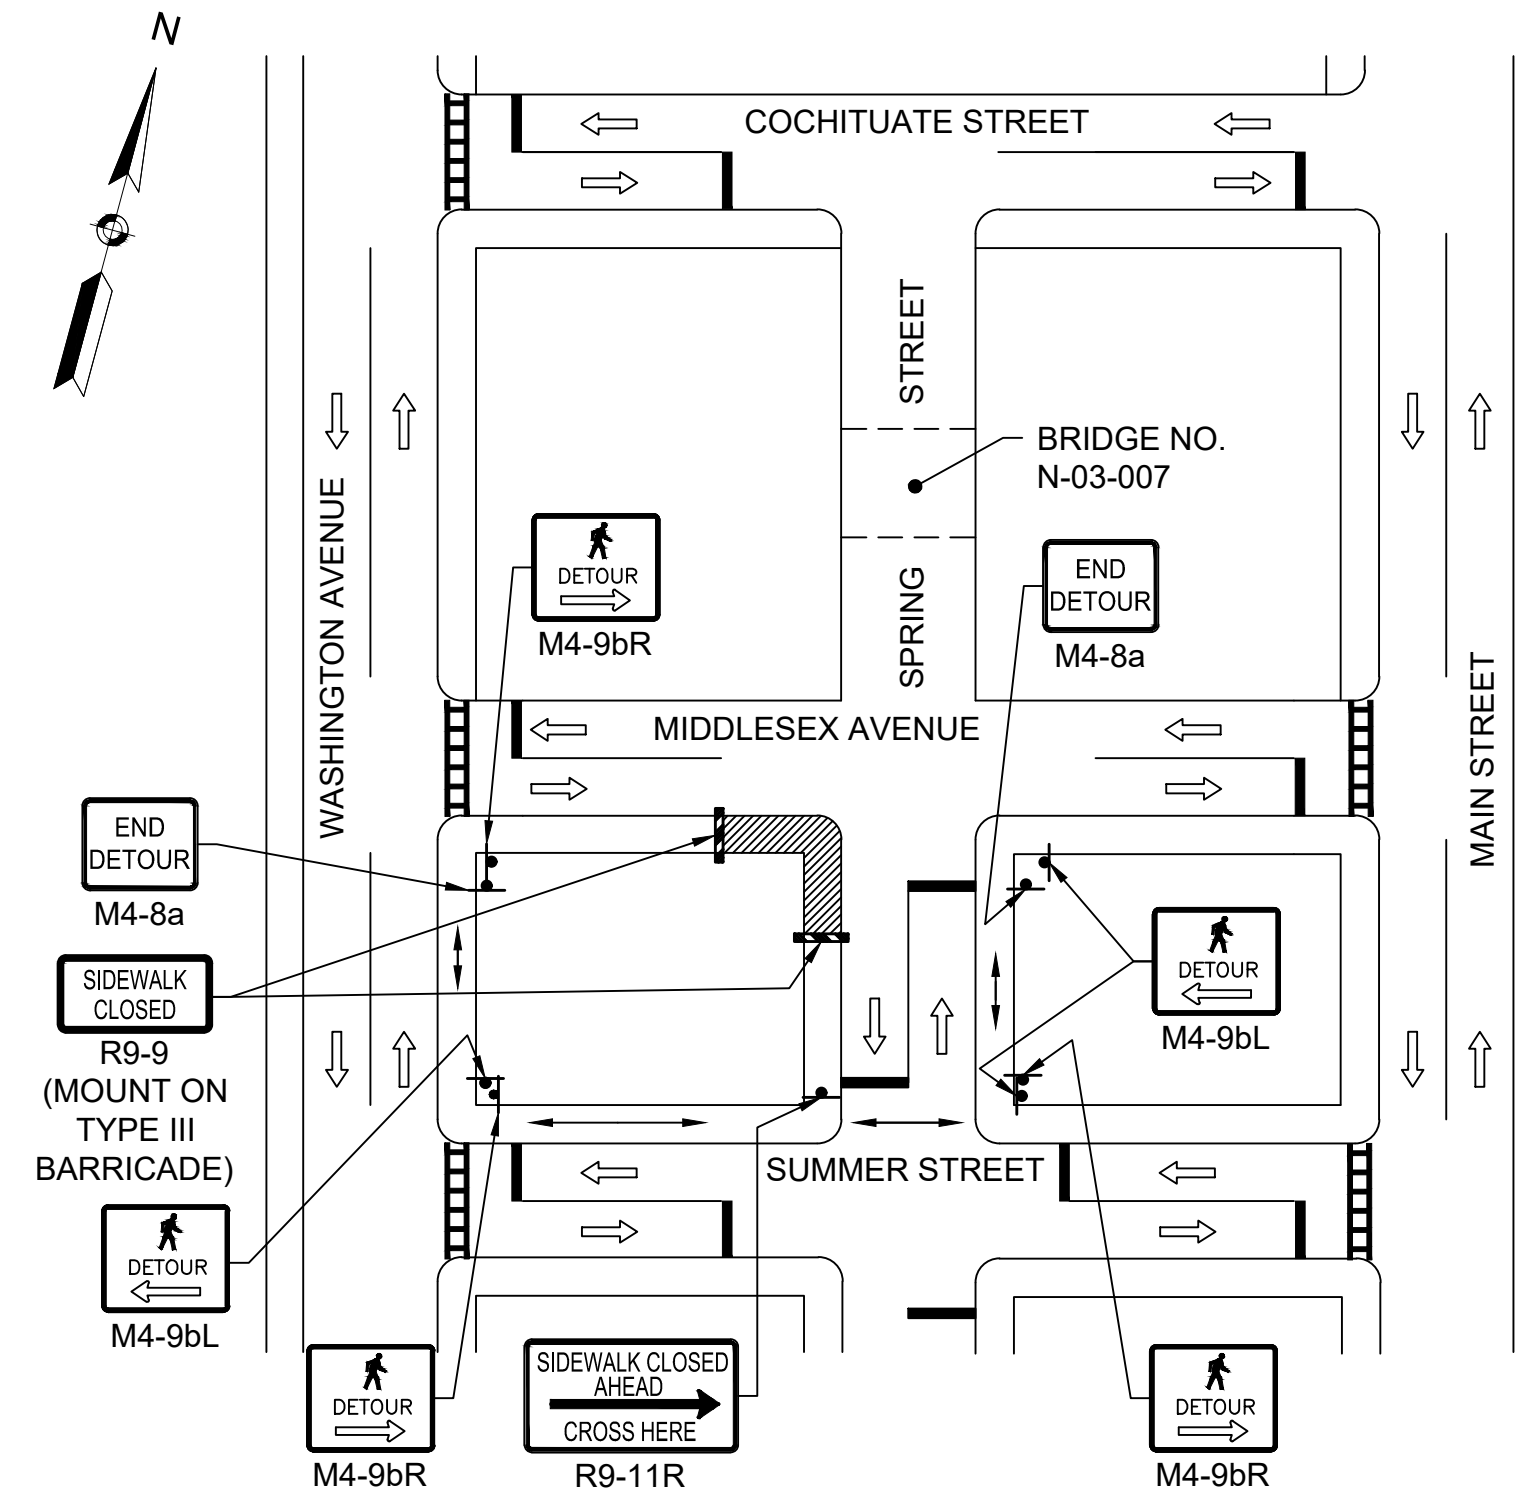 N
COCHITUATE STREET
SPRING STREET
BRIDGE NO.
N-03-007
WASHINGTON AVENUE
DETOUR
M4-9bR
END
DETOUR
M4-8a
MIDDLESEX AVENUE
MAIN STREET
END
DETOUR
M4-8a
SIDEWALK
CLOSED
R9-9
(MOUNT ON
TYPE III
BARRICADE)
DETOUR
M4-9bL
SUMMER STREET
DETOUR
M4-9bL
DETOUR
M4-9bR
SIDEWALK CLOSED
AHEAD
CROSS HERE
R9-11R
DETOUR
M4-9bR